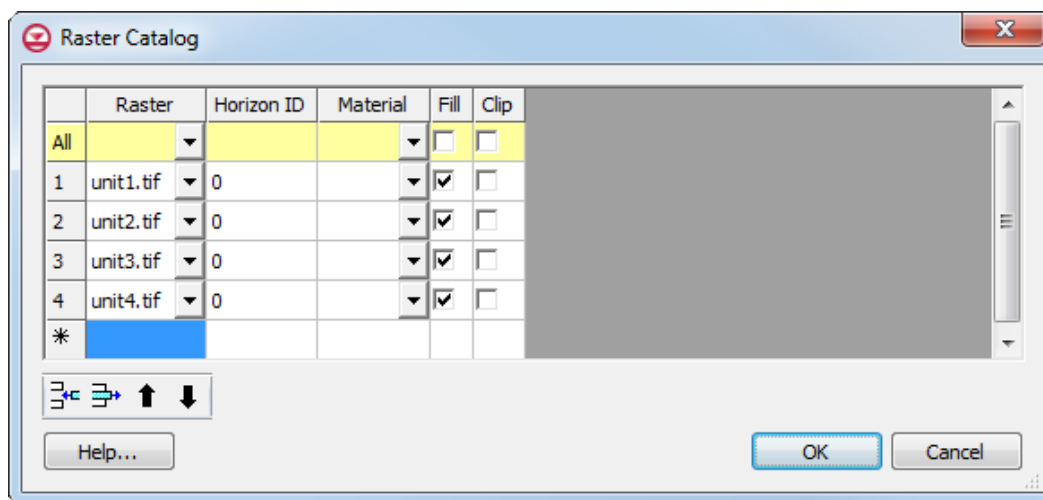 Raster Catalog
Raster Horizon ID Material Fill Clip
All
1 unit1.tif 0
2 unit2.tif 0
3 unit3.tif 0
4 unit4.tif 0
*
Help... OK Cancel